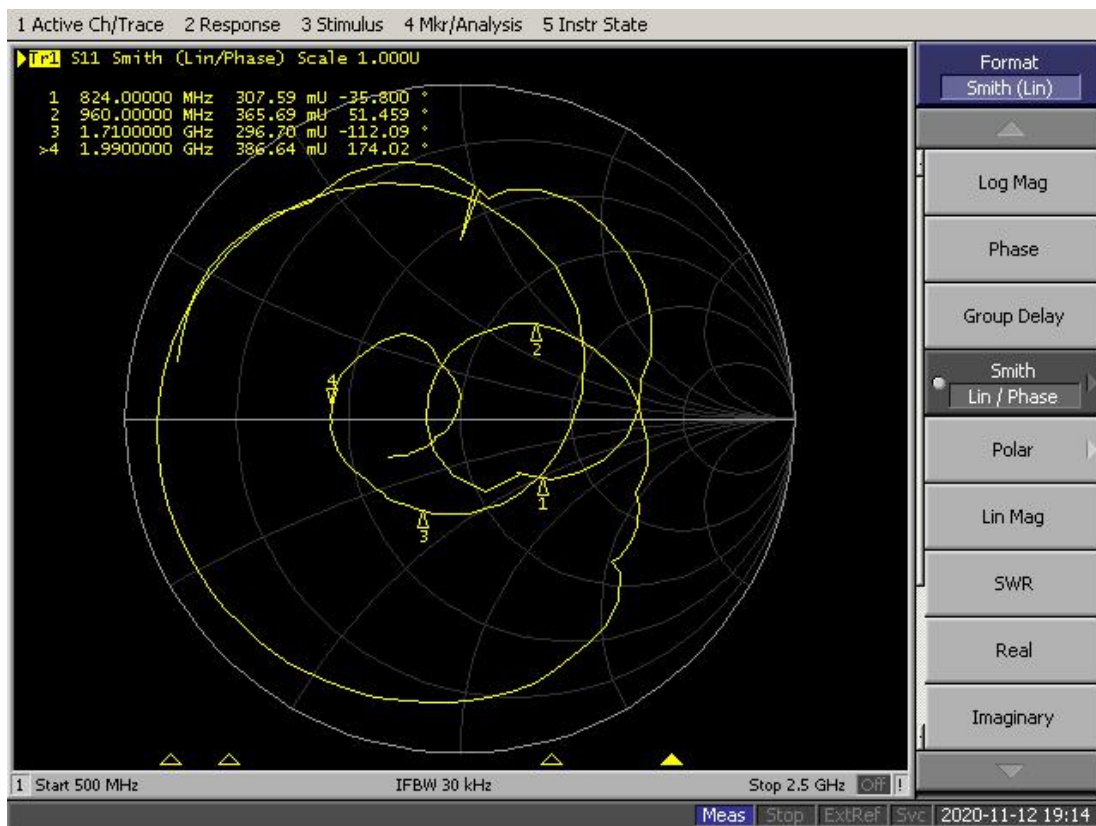 1 Active Ch/Trace 2 Response 3 Stimulus 4 Mkr/Analysis 5 Instr State
Tr1 S11 Smith (Lin/Phase) Scale 1.000U
1 824.00000 MHz 307.59 mU -35.800 °
2 960.00000 MHz 365.69 mU 51.459 °
3 1.7100000 GHz 296.70 mU -112.09 °
>4 1.9900000 GHz 386.64 mU 174.02 °
4
2
1
3
Format
Smith (Lin)
Log Mag
Phase
Group Delay
Smith
Lin / Phase
Polar
Lin Mag
SWR
Real
Imaginary
1 Start 500 MHz IFBW 30 kHz Stop 2.5 GHz Off !
Meas Stop ExtRef Svc 2020-11-12 19:14